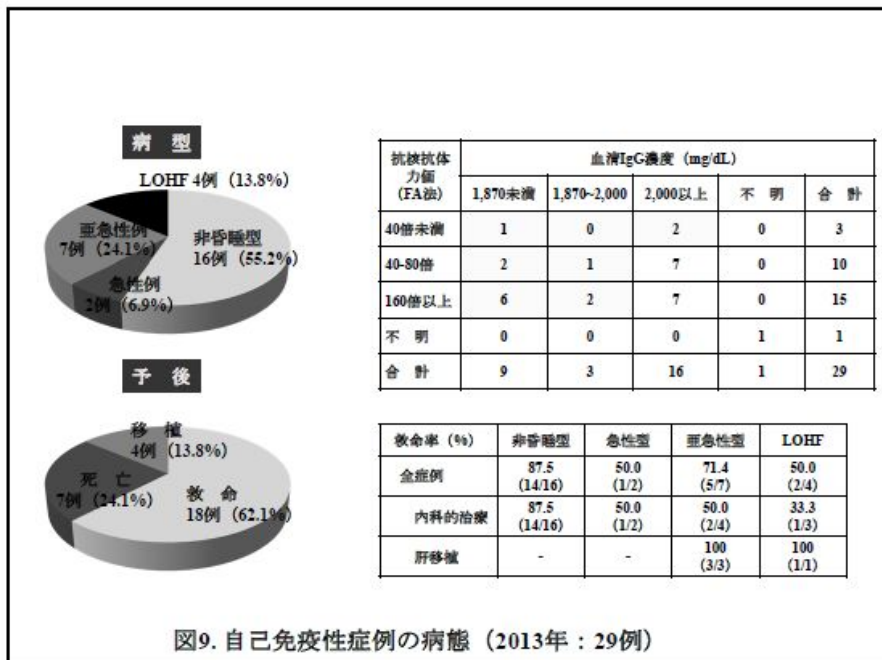 病 型
LOHF 4例 (13.8%)
亜急性例
7例 (24.1%)
非昏睡型
16例 (55.2%)
急性例
2例 (6.9%)
予 後
移 植
4例 (13.8%)
死 亡
7例 (24.1%)
救 命
18例 (62.1%)
抗核抗体力価(FA法) 血清IgG濃度 (mg/dL)
1,870未満 1,870~2,000 2,000以上 不 明 合 計
40倍未満 1 0 2 0 3
40-80倍 2 1 7 0 10
160倍以上 6 2 7 0 15
不 明 0 0 0 1 1
合 計 9 3 16 1 29
救命率 (%) 非昏睡型 急性型 亜急性型 LOHF
全症例 87.5 (14/16) 50.0 (1/2) 71.4 (5/7) 50.0 (2/4)
内科的治療 87.5 (14/16) 50.0 (1/2) 50.0 (2/4) 33.3 (1/3)
肝移植 - - 100 (3/3) 100 (1/1)
図9. 自己免疫性症例の病態(2013年:29例)